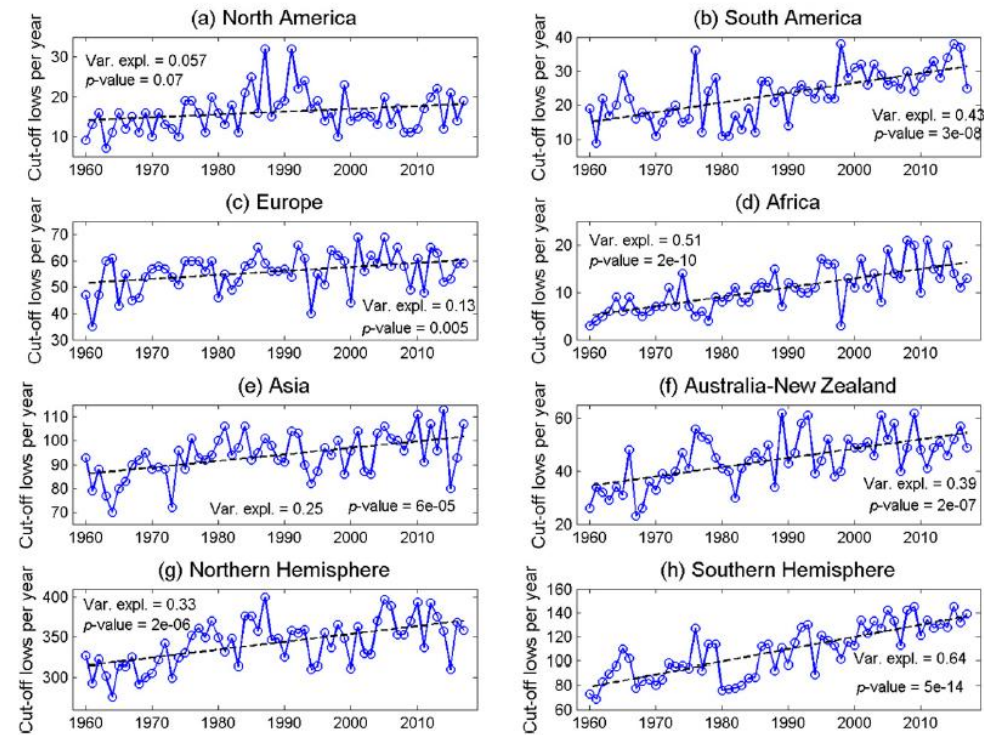 (a) North America
Cut-off lows per year
30
20
10
Var. expl. = 0.057
p-value = 0.07
1960 1970 1980 1990 2000 2010
(b) South America
Cut-off lows per year
40
30
20
10
Var. expl. = 0.43
p-value = 3e-08
1960 1970 1980 1990 2000 2010
(c) Europe
Cut-off lows per year
70
60
50
40
30
Var. expl. = 0.13
p-value = 0.005
1960 1970 1980 1990 2000 2010
(d) Africa
Cut-off lows per year
20
10
0
Var. expl. = 0.51
p-value = 2e-10
1960 1970 1980 1990 2000 2010
(e) Asia
Cut-off lows per year
110
100
90
80
70
Var. expl. = 0.25 p-value = 6e-05
1960 1970 1980 1990 2000 2010
(f) Australia-New Zealand
Cut-off lows per year
60
40
20
Var. expl. = 0.39
p-value = 2e-07
1960 1970 1980 1990 2000 2010
(g) Northern Hemisphere
Cut-off lows per year
400
350
300
Var. expl. = 0.33
p-value = 2e-06
1960 1970 1980 1990 2000 2010
(h) Southern Hemisphere
Cut-off lows per year
160
140
120
100
80
60
Var. expl. = 0.64
p-value = 5e-14
1960 1970 1980 1990 2000 2010